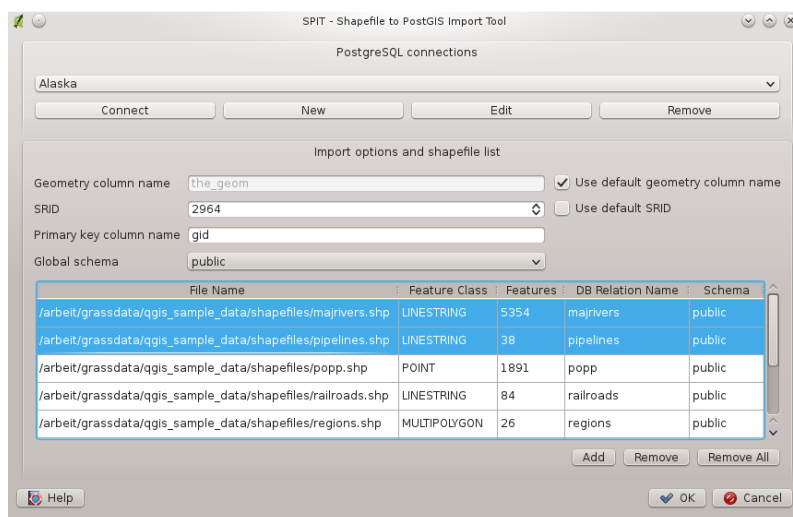 SPIT - Shapefile to PostGIS Import Tool
PostgreSQL connections
Alaska
Connect New Edit Remove
Import options and shapefile list
Geometry column name the_geom Use default geometry column name
SRID 2964 Use default SRID
Primary key column name gid
Global schema public
File Name Feature Class Features DB Relation Name Schema
/arbeit/grassdata/qgis_sample_data/shapefiles/majrivers.shp LINESTRING 5354 majrivers public
/arbeit/grassdata/qgis_sample_data/shapefiles/pipelines.shp LINESTRING 38 pipelines public
/arbeit/grassdata/qgis_sample_data/shapefiles/popp.shp POINT 1891 popp public
/arbeit/grassdata/qgis_sample_data/shapefiles/railroads.shp LINESTRING 84 railroads public
/arbeit/grassdata/qgis_sample_data/shapefiles/regions.shp MULTIPOLYGON 26 regions public
Add Remove Remove All
Help OK Cancel